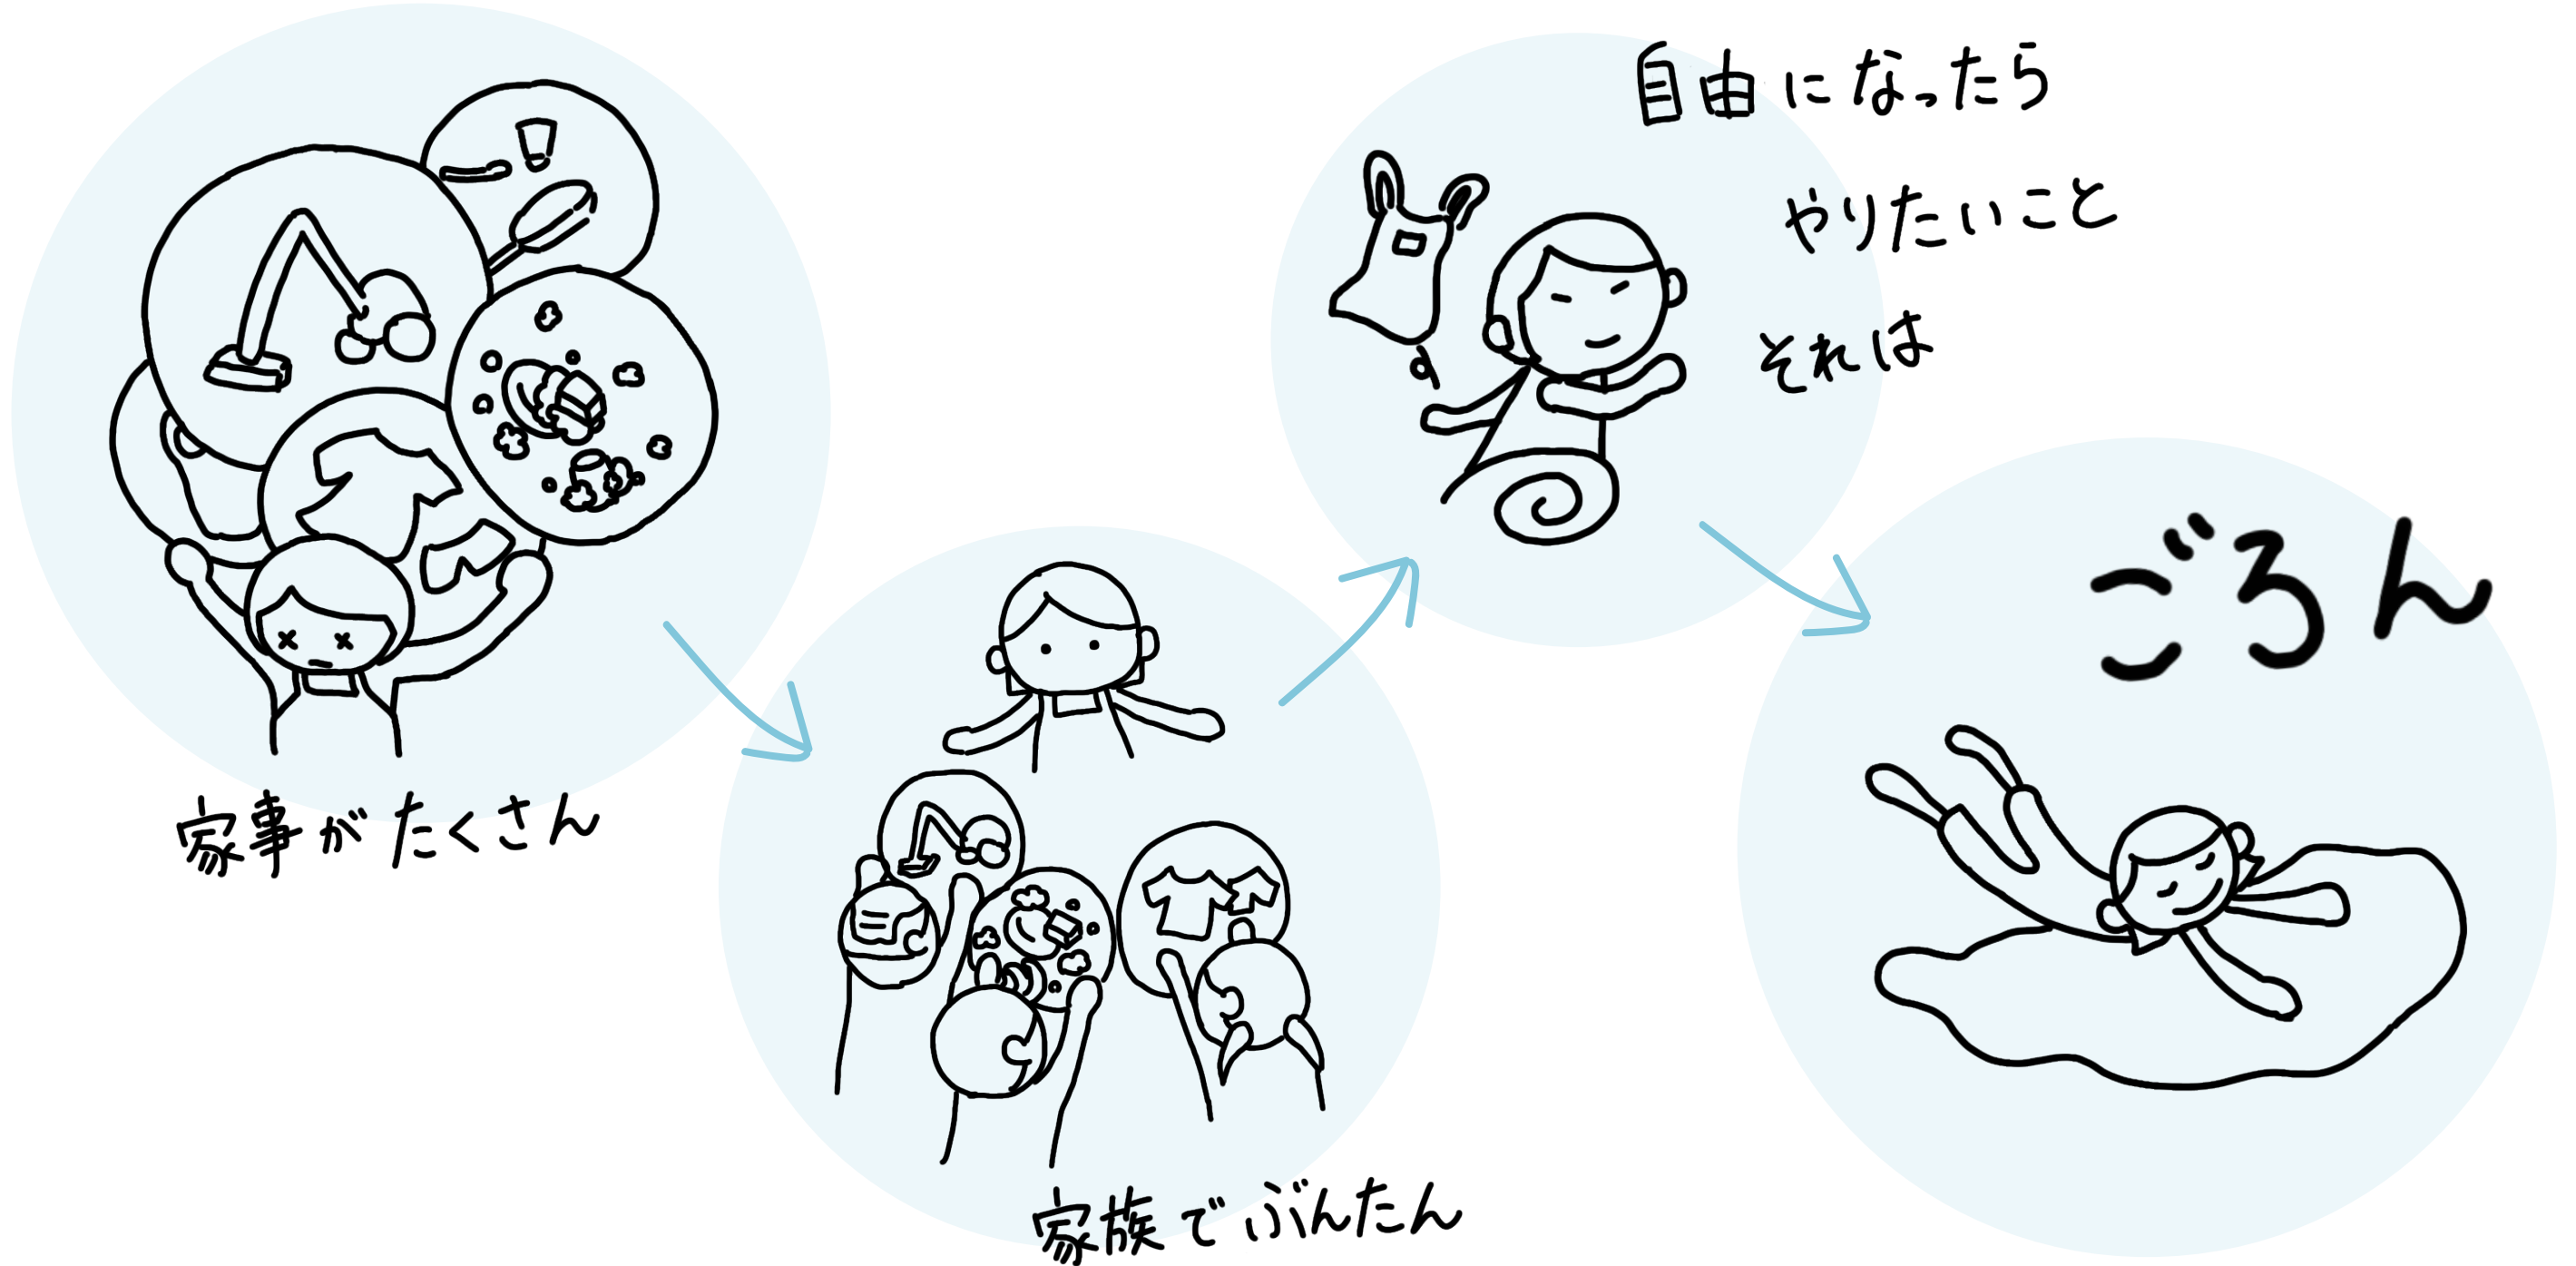 家事がたくさん
家族でぶんたん
自由になったら
やりたいこと
それは
ごろん